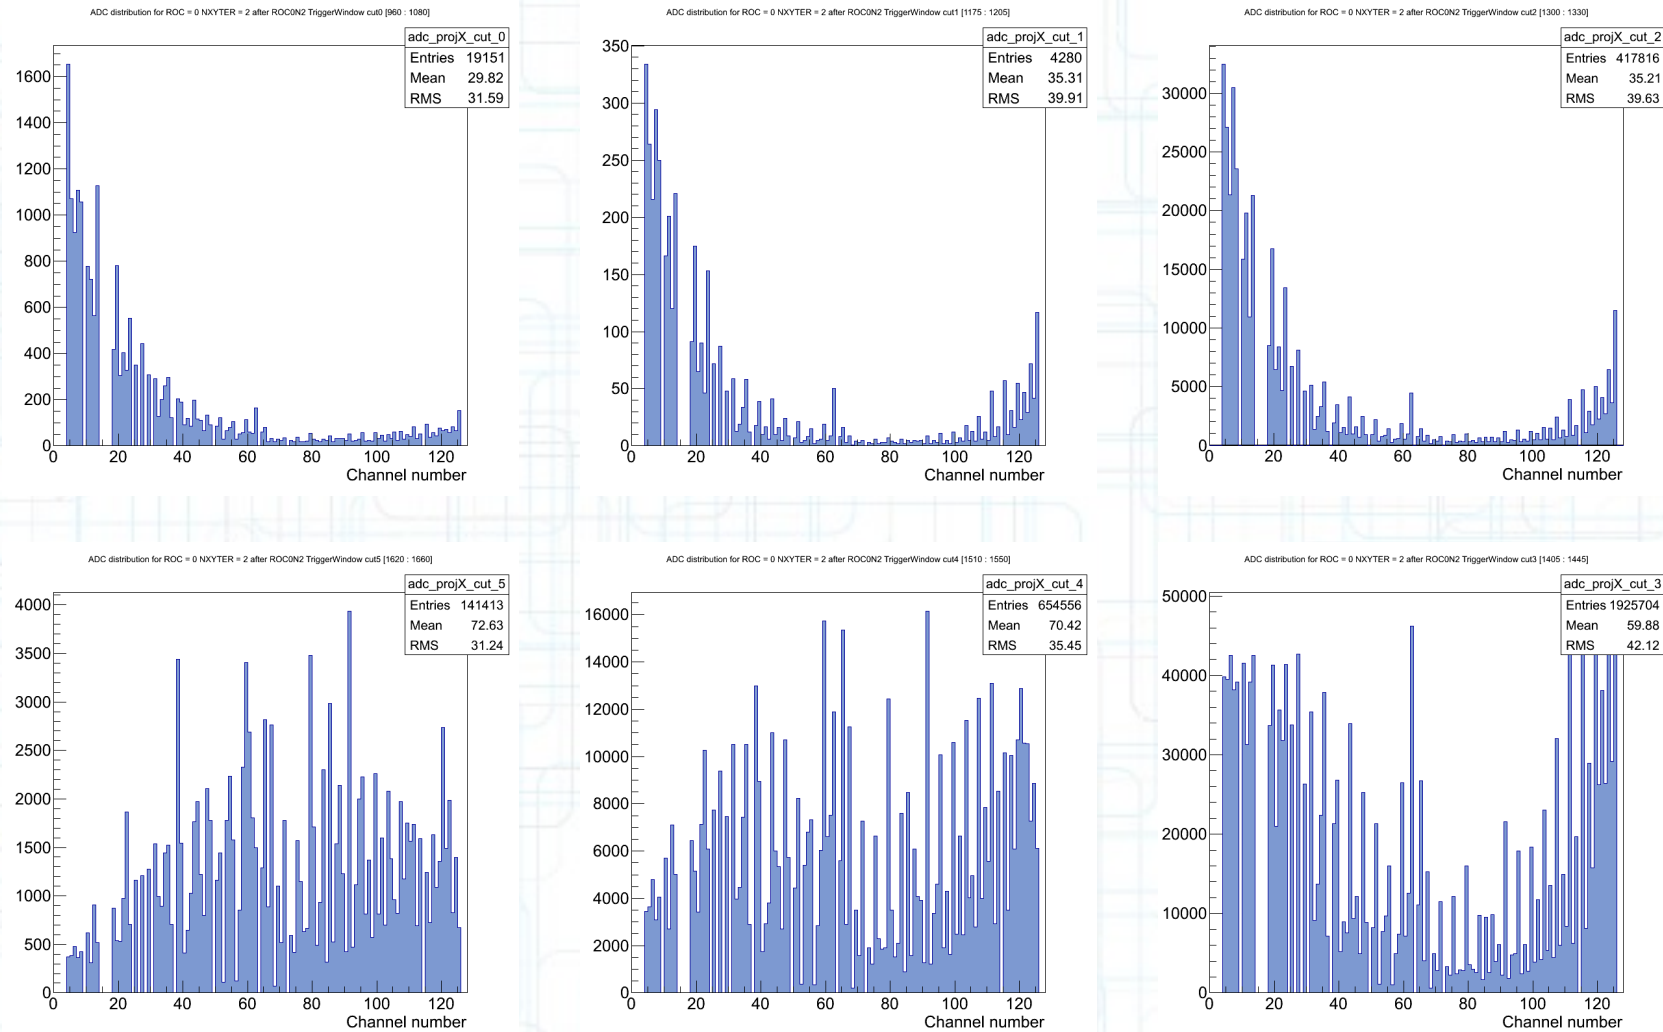 ADC distribution for ROC = 0 NXYTER = 2 after ROC0N2 TriggerWindow cut0 [960 : 1080]
adc_projX_cut_0
Entries 19151
Mean 29.82
RMS 31.59
1600
1400
1200
1000
800
600
400
200
0
0 20 40 60 80 100 120
Channel number
ADC distribution for ROC = 0 NXYTER = 2 after ROC0N2 TriggerWindow cut1 [1175 : 1205]
adc_projX_cut_1
Entries 4280
Mean 35.31
RMS 39.91
350
300
250
200
150
100
50
0
0 20 40 60 80 100 120
Channel number
ADC distribution for ROC = 0 NXYTER = 2 after ROC0N2 TriggerWindow cut2 [1300 : 1330]
adc_projX_cut_2
Entries 417816
Mean 35.21
RMS 39.63
30000
25000
20000
15000
10000
5000
0
0 20 40 60 80 100 120
Channel number
ADC distribution for ROC = 0 NXYTER = 2 after ROC0N2 TriggerWindow cut5 [1620 : 1660]
adc_projX_cut_5
Entries 141413
Mean 72.63
RMS 31.24
4000
3500
3000
2500
2000
1500
1000
500
0
0 20 40 60 80 100 120
Channel number
ADC distribution for ROC = 0 NXYTER = 2 after ROC0N2 TriggerWindow cut4 [1510 : 1550]
adc_projX_cut_4
Entries 654556
Mean 70.42
RMS 35.45
16000
14000
12000
10000
8000
6000
4000
2000
0
0 20 40 60 80 100 120
Channel number
ADC distribution for ROC = 0 NXYTER = 2 after ROC0N2 TriggerWindow cut3 [1405 : 1445]
adc_projX_cut_3
Entries 1925704
Mean 59.88
RMS 42.12
50000
40000
30000
20000
10000
0
0 20 40 60 80 100 120
Channel number